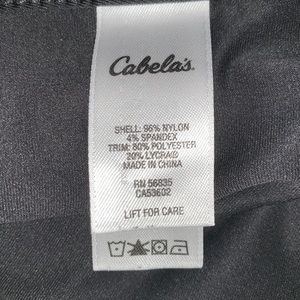 Cabela's.
SHELL: 96% NYLON
4% SPANDEX
TRIM: 80% POLYESTER
20% LYCRA®
MADE IN CHINA
RN 56835
CA53602
LIFT FOR CARE